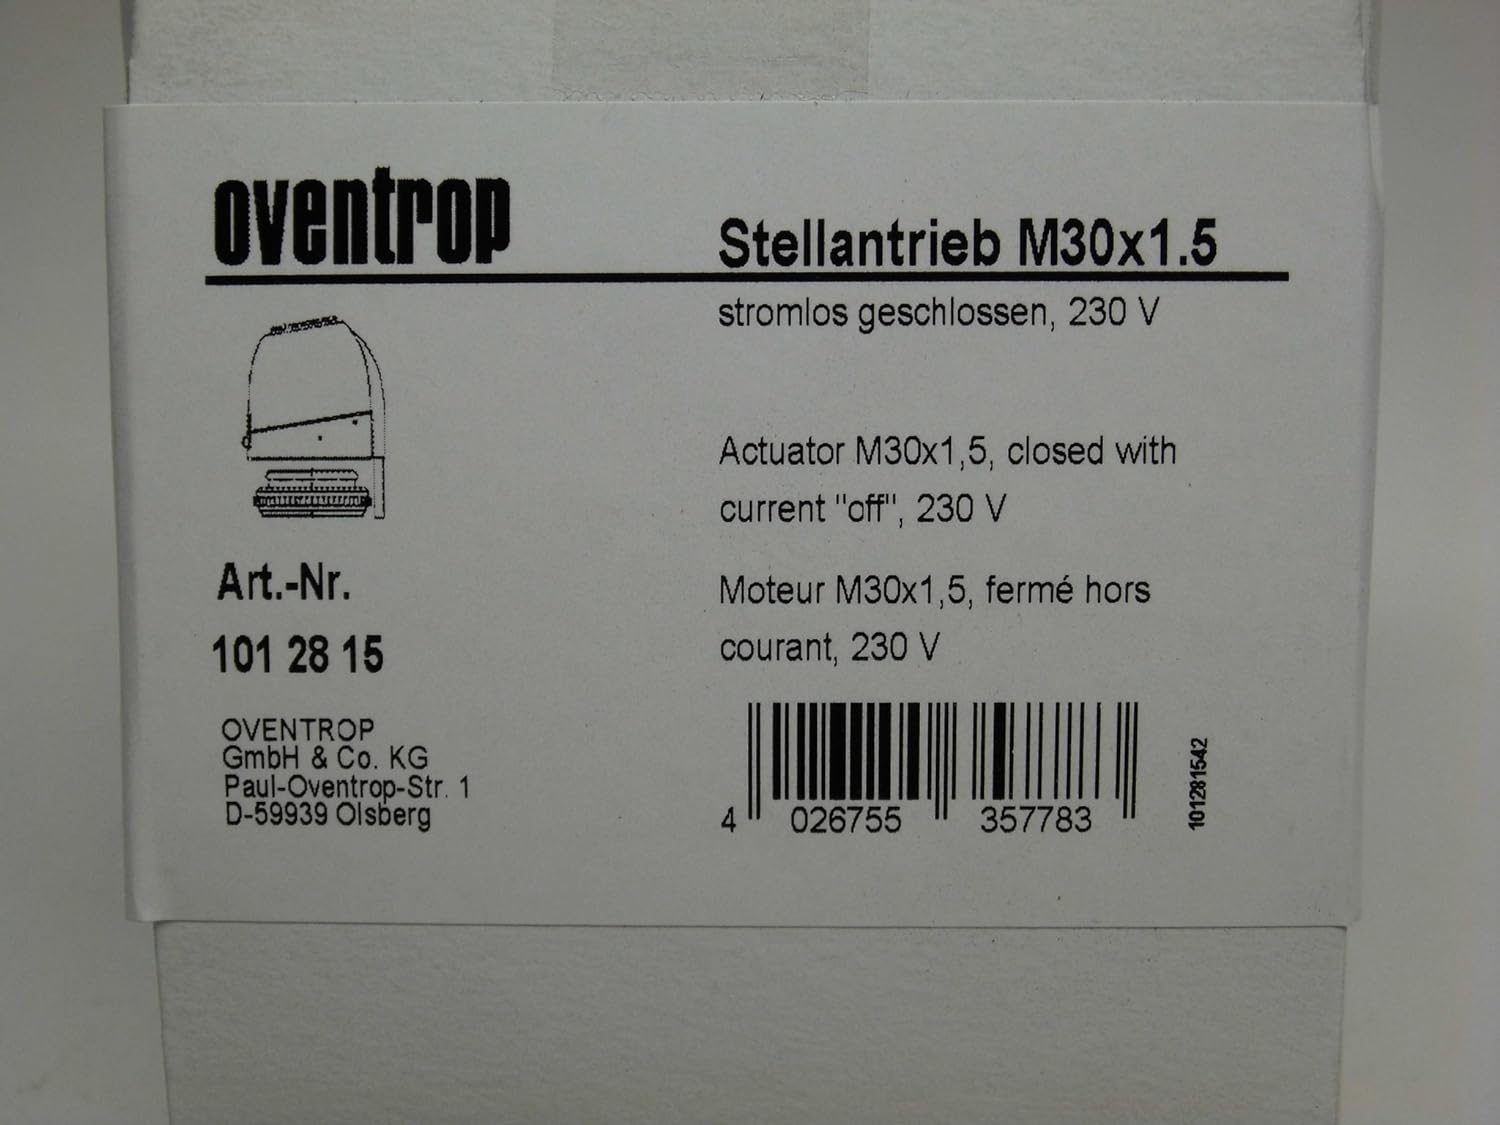 oventrop
Stellantrieb M30x1.5
stromlos geschlossen, 230 V
Actuator M30x1,5, closed with
current "off", 230 V
Moteur M30x1,5, fermé hors
courant, 230 V
Art.-Nr.
101 28 15
OVENTROP
GmbH & Co. KG
Paul-Oventrop-Str. 1
D-59939 Olsberg
4 026755 357783
101281542